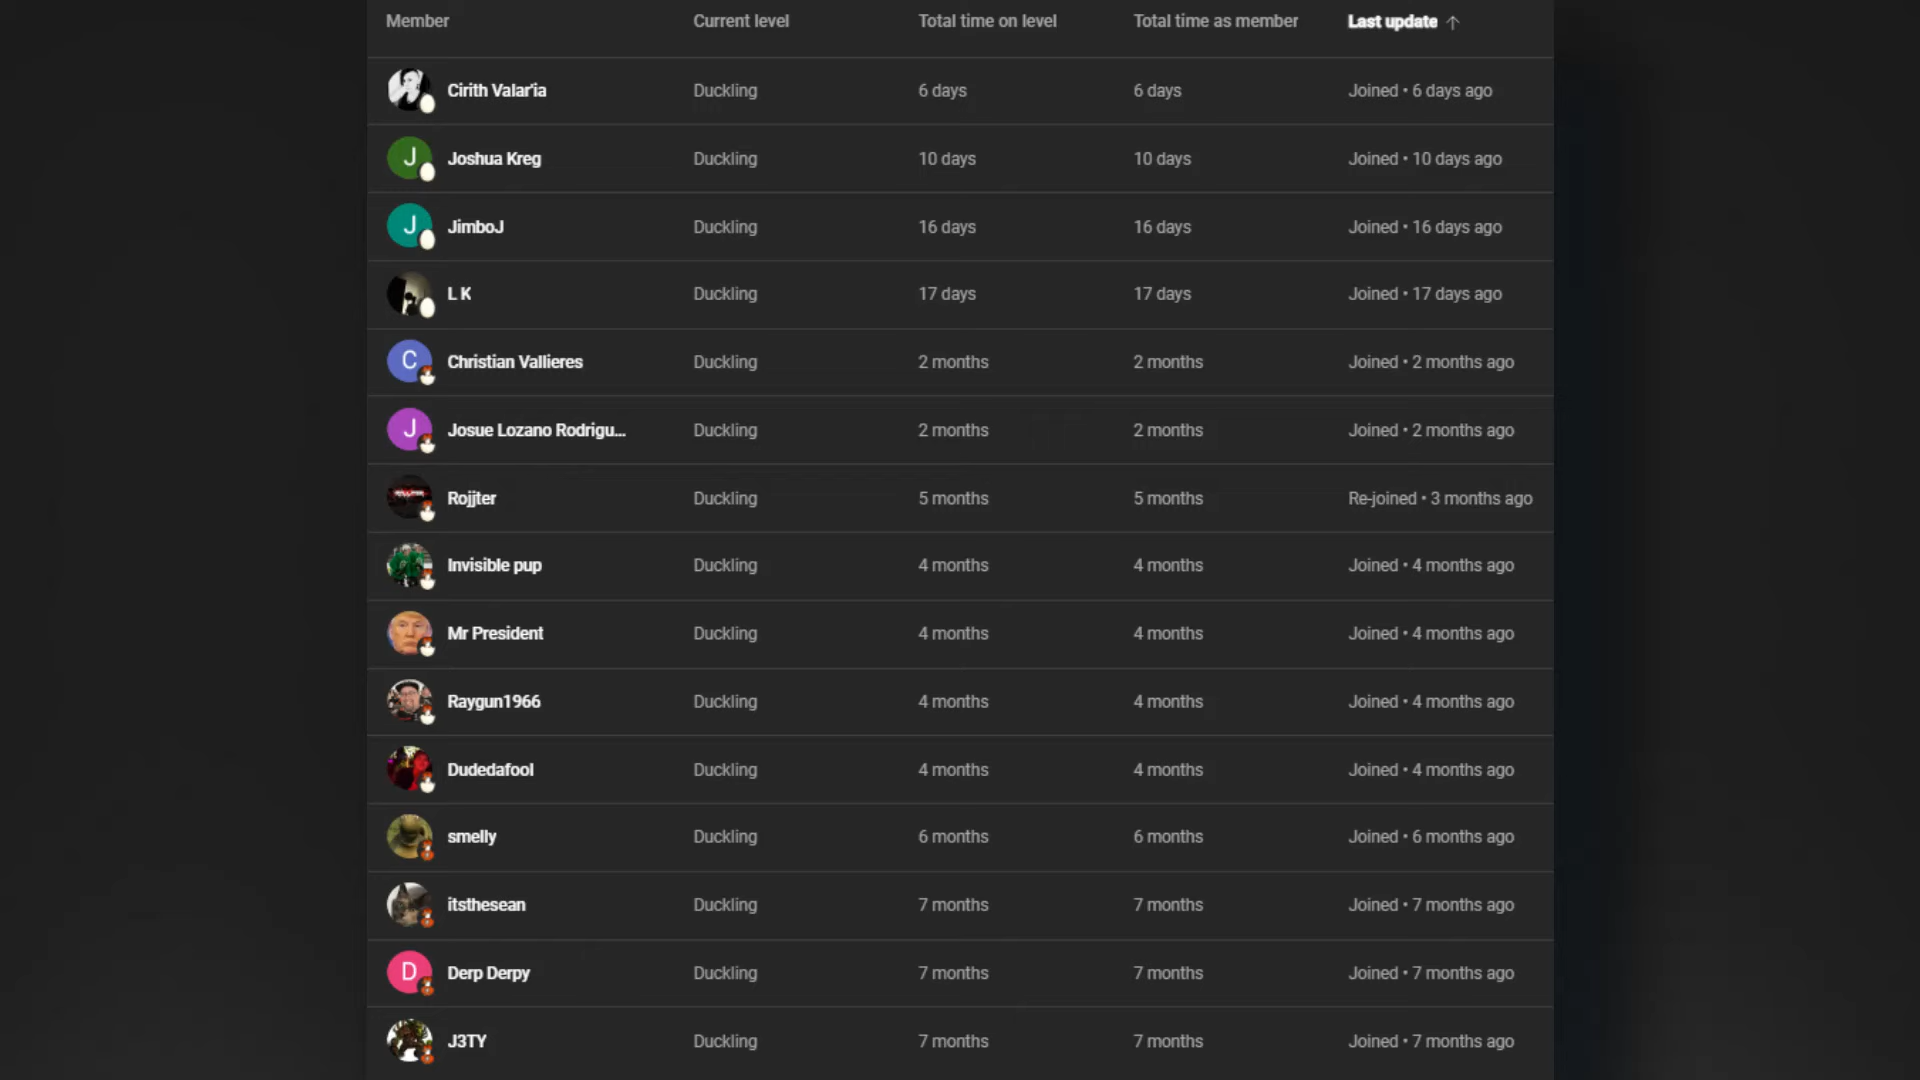 Member Current level Total time on level Total time as member Last update ↑
Cirith Valar'ia Duckling 6 days 6 days Joined • 6 days ago
J Joshua Kreg Duckling 10 days 10 days Joined • 10 days ago
J JimboJ Duckling 16 days 16 days Joined • 16 days ago
L K Duckling 17 days 17 days Joined • 17 days ago
C Christian Vallieres Duckling 2 months 2 months Joined • 2 months ago
J Josue Lozano Rodrigu... Duckling 2 months 2 months Joined • 2 months ago
Rojjter Duckling 5 months 5 months Re-joined • 3 months ago
Invisible pup Duckling 4 months 4 months Joined • 4 months ago
Mr President Duckling 4 months 4 months Joined • 4 months ago
Raygun1966 Duckling 4 months 4 months Joined • 4 months ago
Dudedafool Duckling 4 months 4 months Joined • 4 months ago
smelly Duckling 6 months 6 months Joined • 6 months ago
itsthesean Duckling 7 months 7 months Joined • 7 months ago
D Derp Derpy Duckling 7 months 7 months Joined • 7 months ago
J3TY Duckling 7 months 7 months Joined • 7 months ago